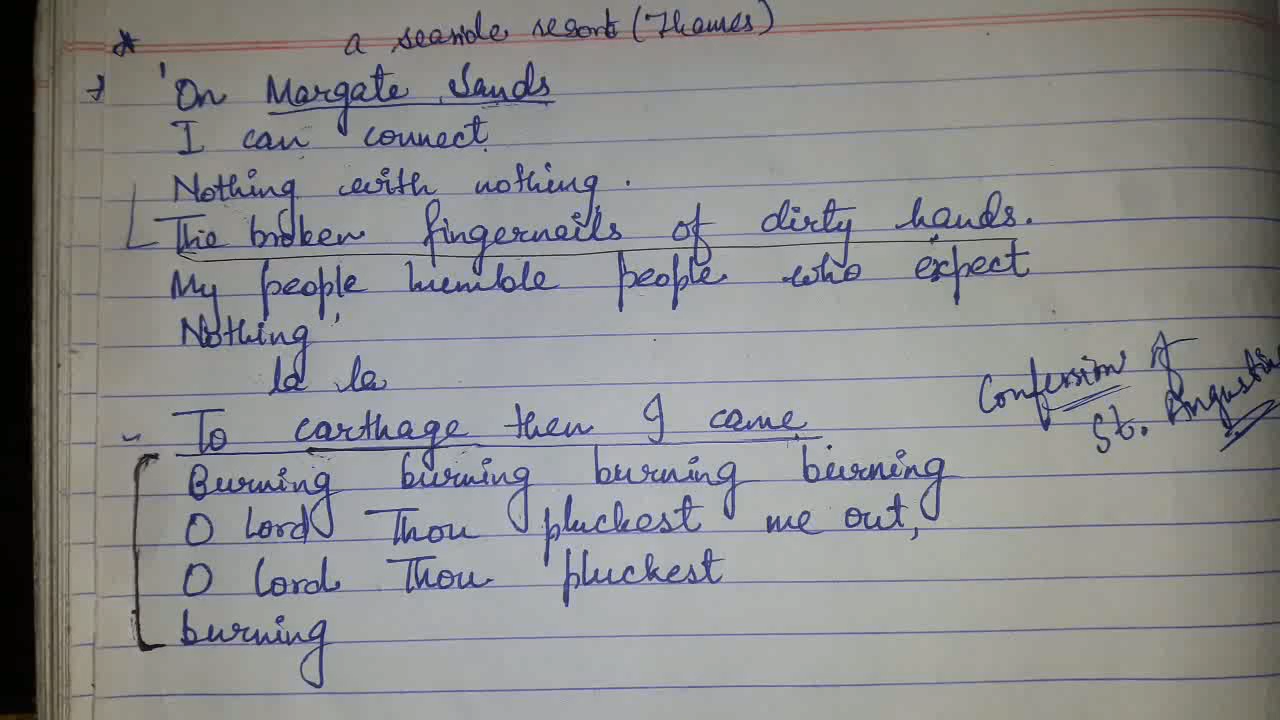 * a seaside resort (Thames)
'On Margate Sands
I can connect
Nothing with nothing.
The broken fingernails of dirty hands.
My people humble people who expect
Nothing'
la la
Confession of
St. Augustin
To carthage then I came.
Burning burning burning burning
O Lord Thou pluckest me out,
O Lord Thou pluckest
burning